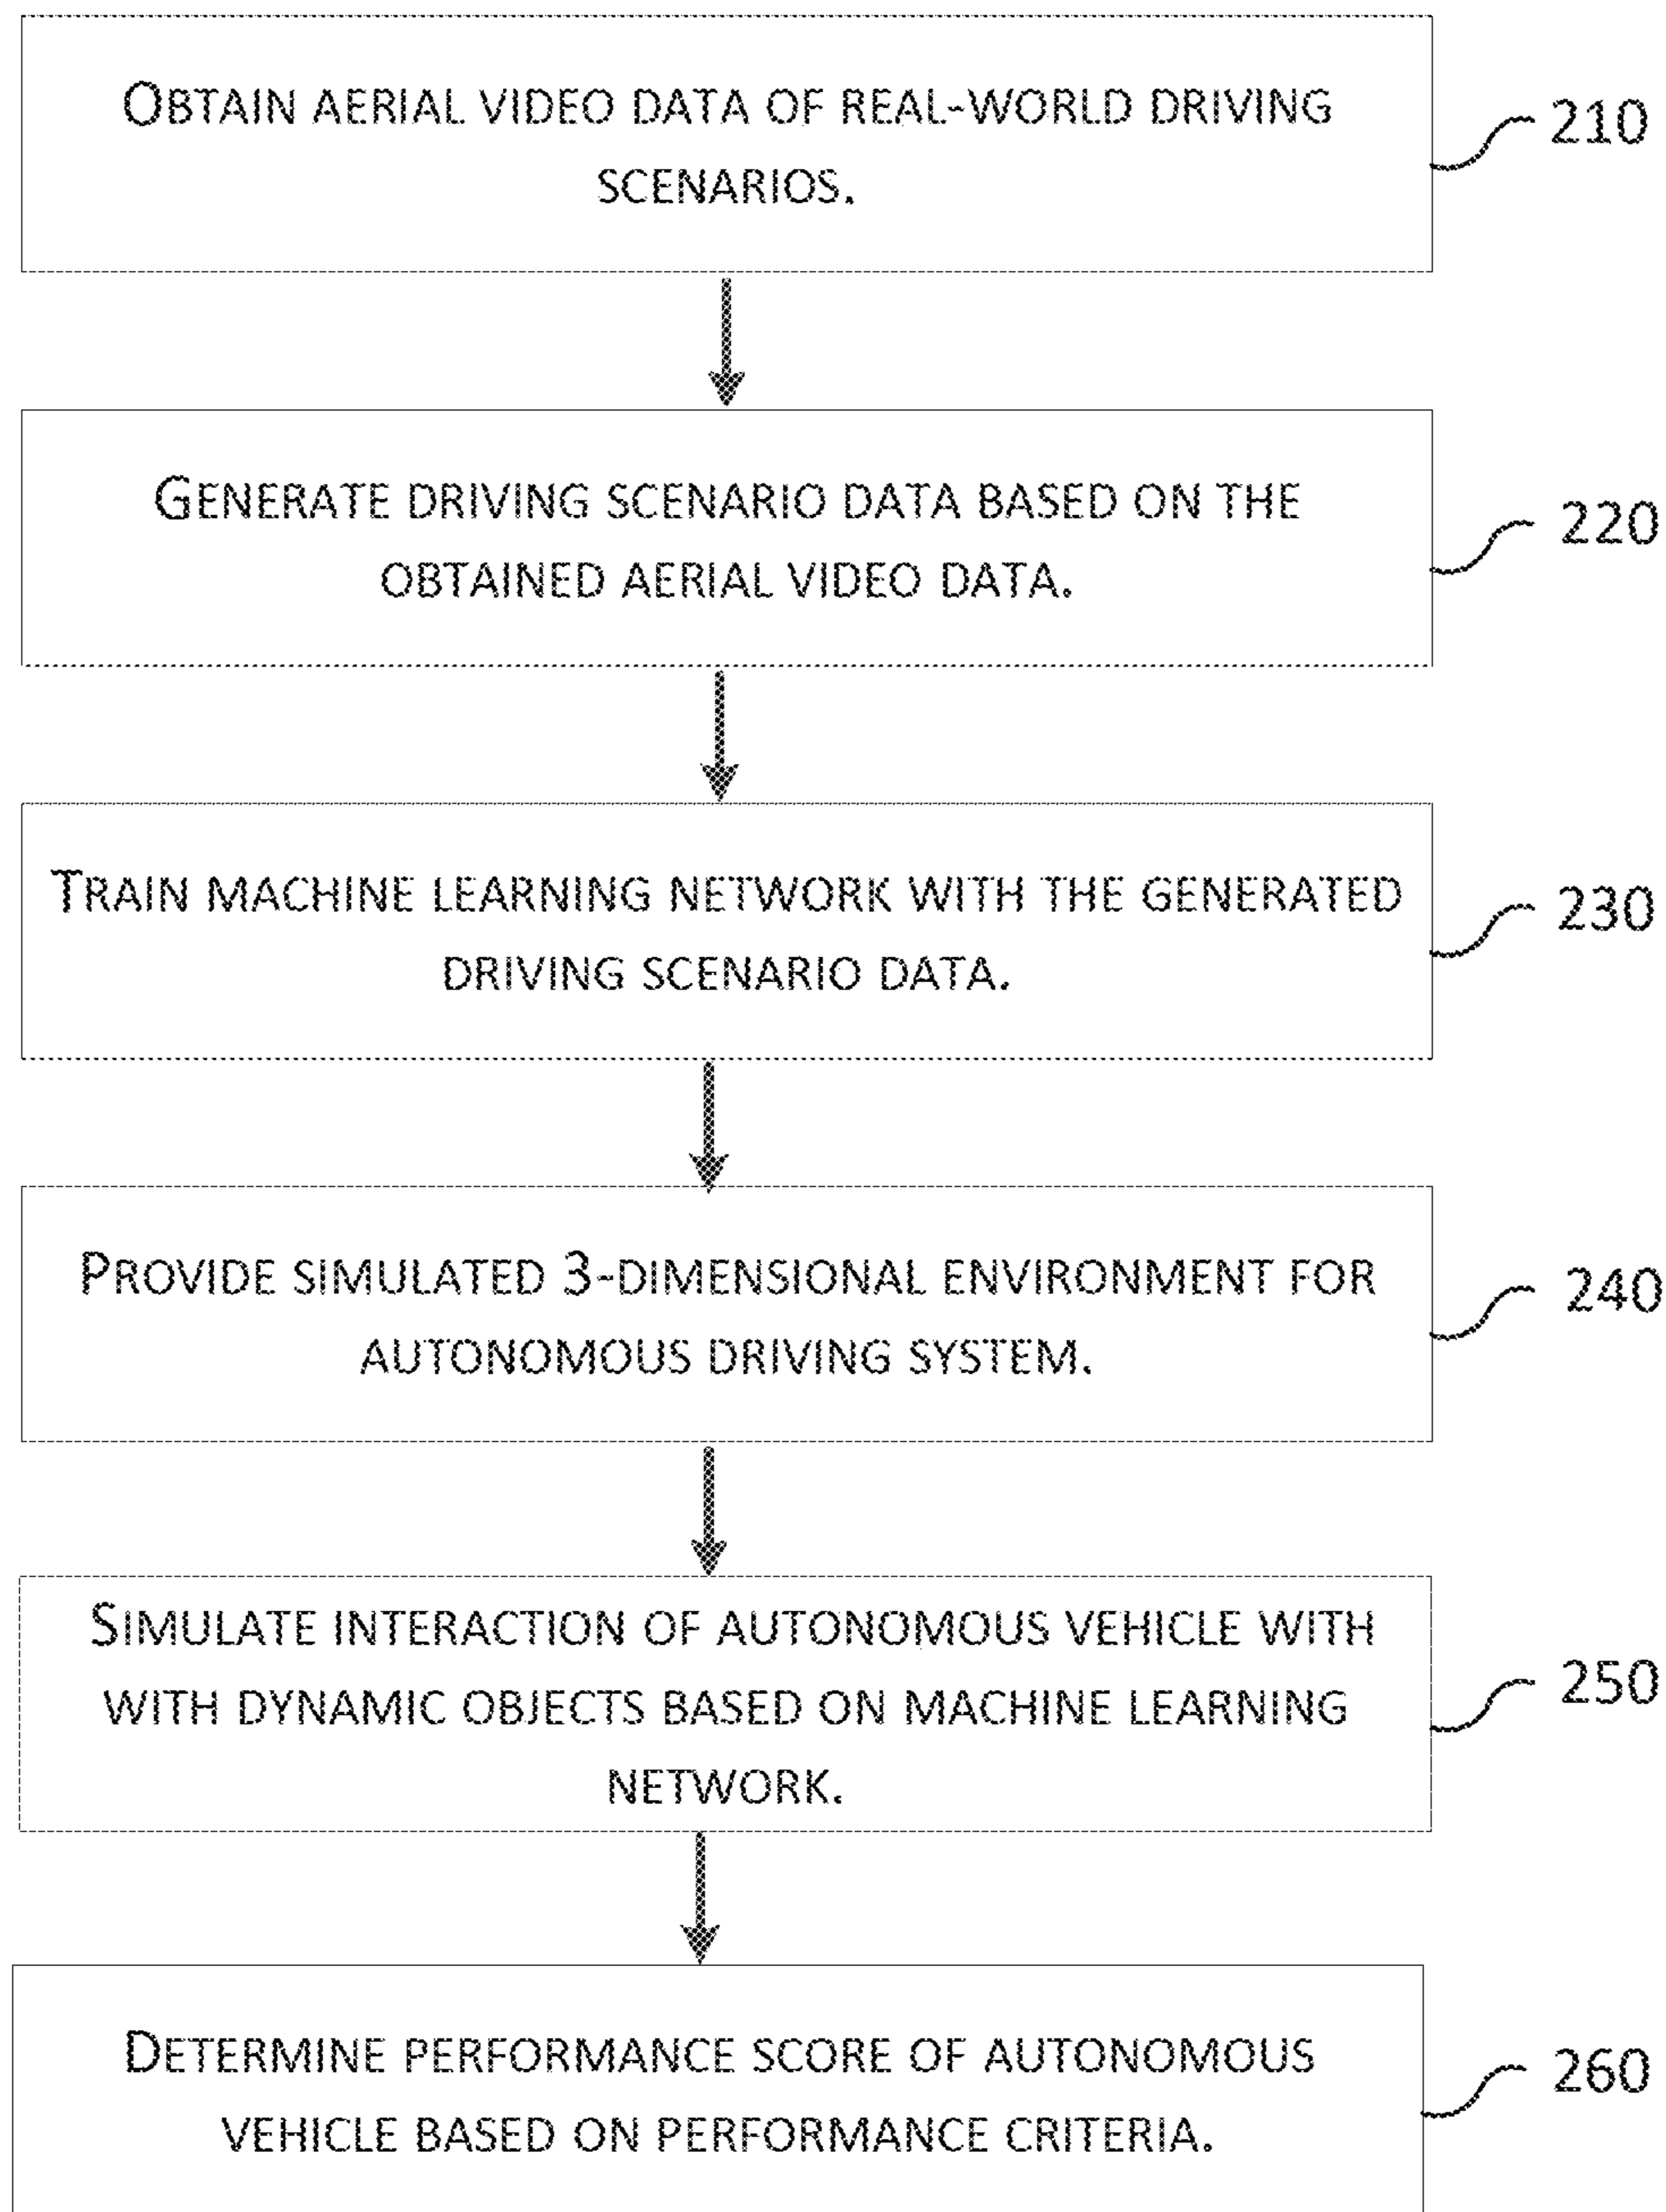 OBTAIN AERIAL VIDEO DATA OF REAL-WORLD DRIVING
SCENARIOS.
210
GENERATE DRIVING SCENARIO DATA BASED ON THE
OBTAINED AERIAL VIDEO DATA.
220
TRAIN MACHINE LEARNING NETWORK WITH THE GENERATED
DRIVING SCENARIO DATA.
230
PROVIDE SIMULATED 3-DIMENSIONAL ENVIRONMENT FOR
AUTONOMOUS DRIVING SYSTEM.
240
SIMULATE INTERACTION OF AUTONOMOUS VEHICLE WITH
WITH DYNAMIC OBJECTS BASED ON MACHINE LEARNING
NETWORK.
250
DETERMINE PERFORMANCE SCORE OF AUTONOMOUS
VEHICLE BASED ON PERFORMANCE CRITERIA.
260